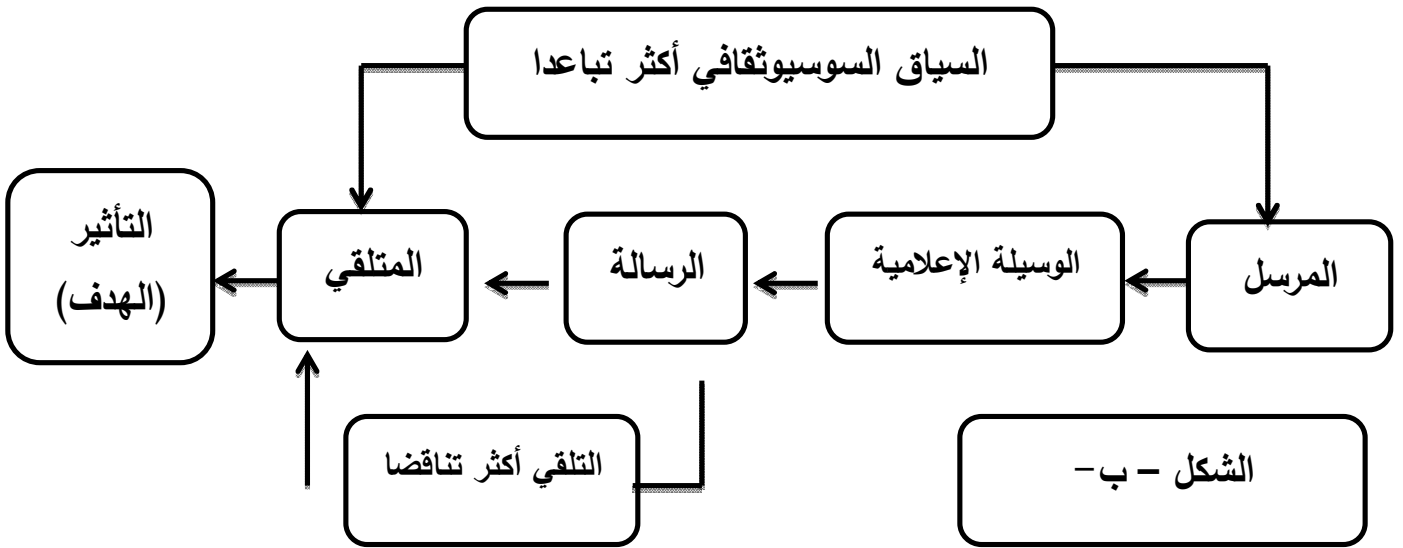 السياق السوسيوثقافي أكثر تباعدا
المرسل
الوسيلة الإعلامية
الرسالة
المتلقي
التأثير
(الهدف)
التلقي أكثر تناقضا
الشكل – ب-